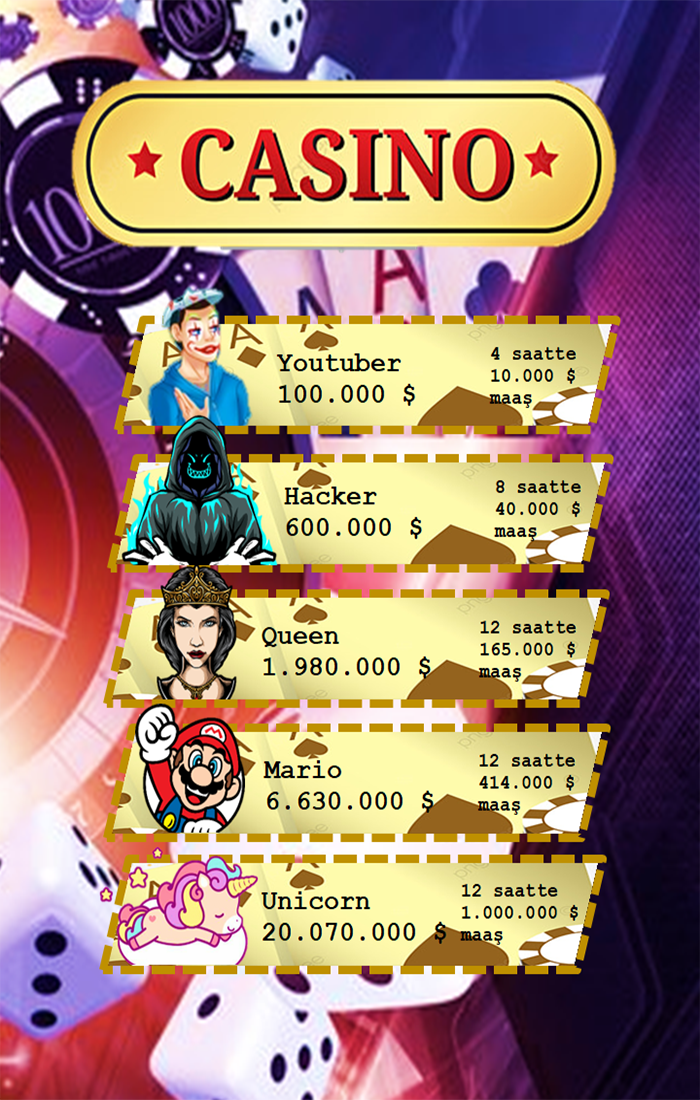 1000
100
CASINO
A
A
A
Youtuber
100.000 $
4 saatte
10.000 $
maaş
Hacker
600.000 $
8 saatte
40.000 $
maaş
Queen
1.980.000 $
12 saatte
165.000 $
maaş
M
Mario
6.630.000 $
12 saatte
414.000 $
maaş
Unicorn
20.070.000 $
12 saatte
1.000.000 $
maaş